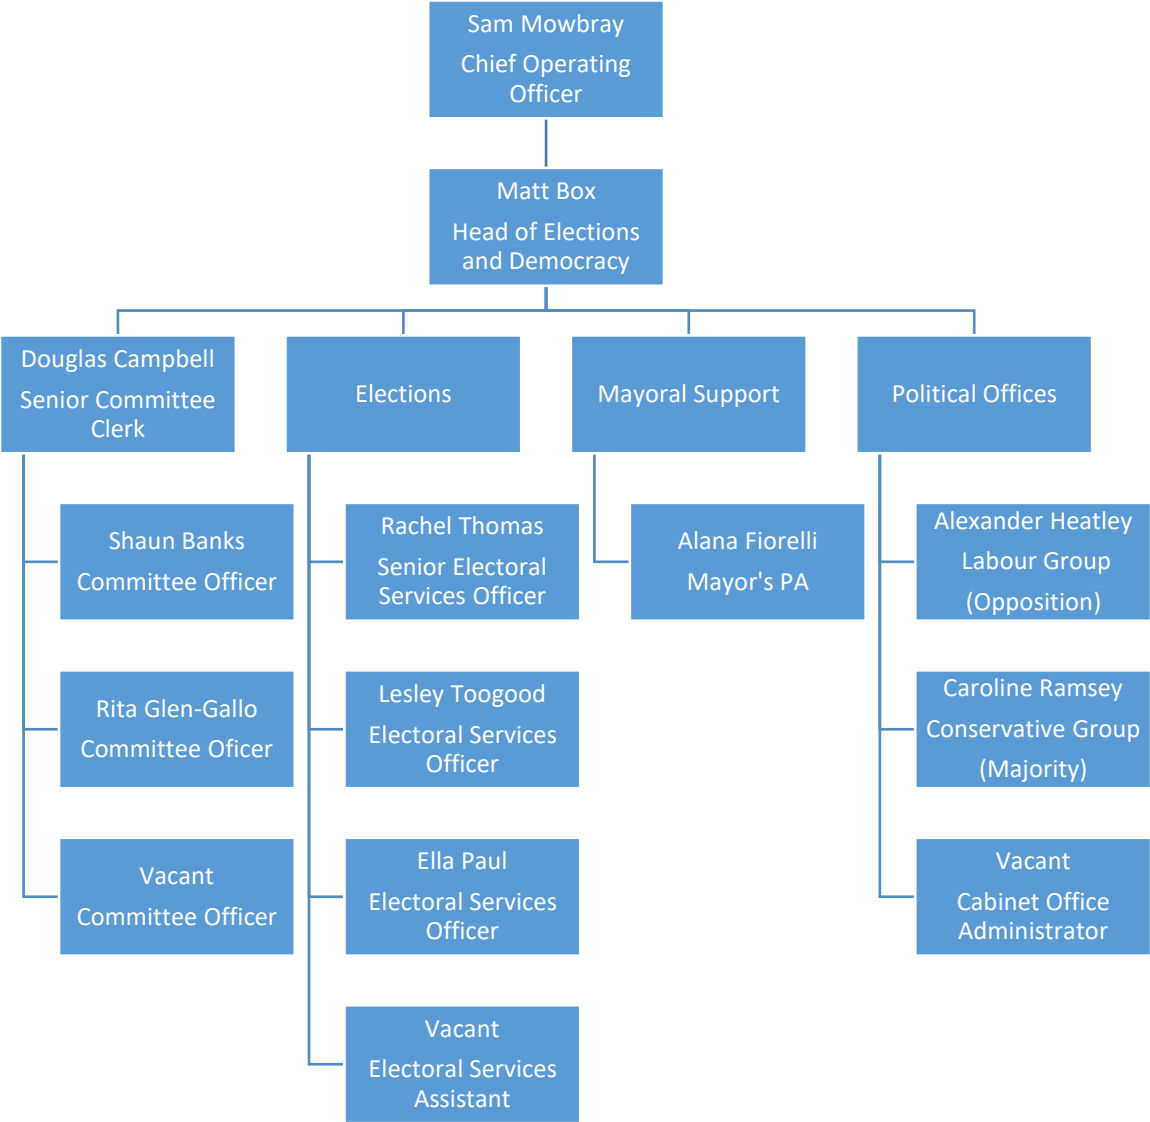 Sam Mowbray
Chief Operating
Officer
Matt Box
Head of Elections
and Democracy
Douglas Campbell
Senior Committee
Clerk
Elections
Mayoral Support
Political Offices
Shaun Banks
Committee Officer
Rachel Thomas
Senior Electoral
Services Officer
Alana Fiorelli
Mayor's PA
Alexander Heatley
Labour Group
(Opposition)
Rita Glen-Gallo
Committee Oficer
Lesley Toogood
Electoral Services
Officer
Caroline Ramsey
Conservative Group
(Majority)
Vacant
Committee Officer
Ella Paul
Electoral Services
Officer
Vacant
Cabinet Office
Administrator
Vacant
Electoral Services
Assistant